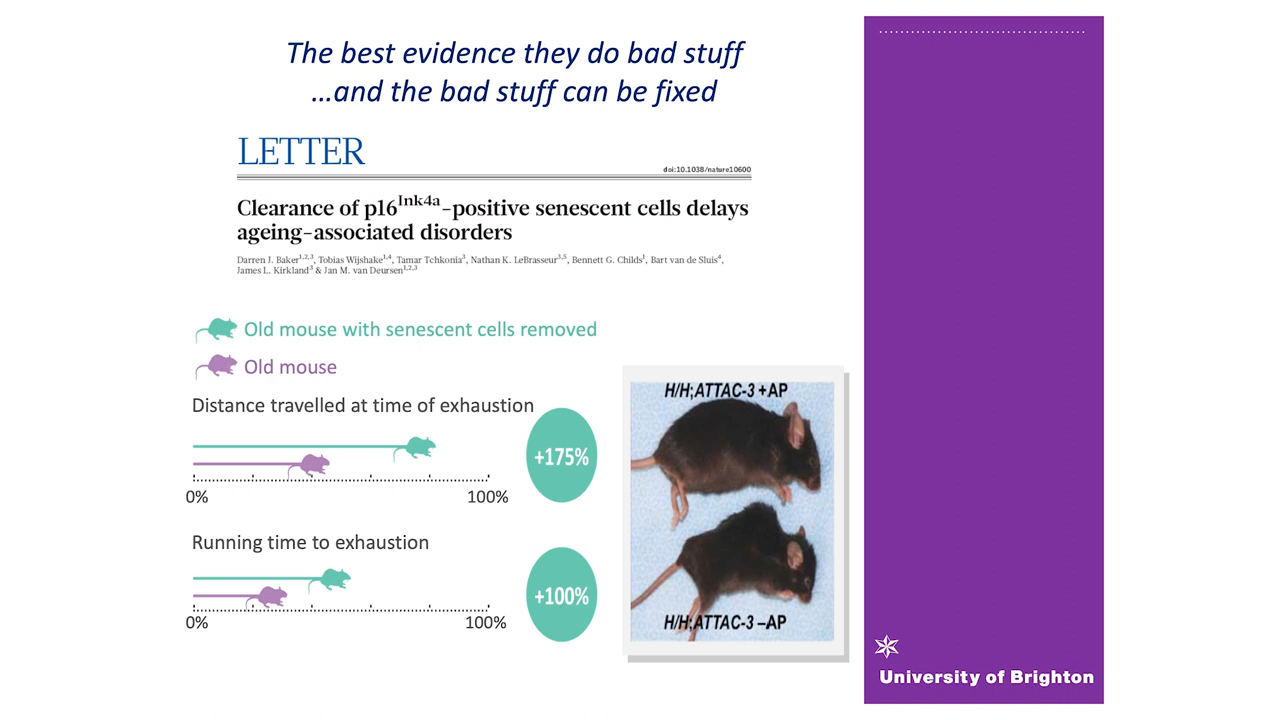 The best evidence they do bad stuff
…and the bad stuff can be fixed
LETTER
doi:10.1038/nature10600
Clearance of p16Ink4a-positive senescent cells delays
ageing-associated disorders
Darren J. Baker1,2,3, Tobias Wijshake1,4, Tamar Tchkonia3, Nathan K. LeBrasseur3,5, Bennett G. Childs1, Bart van de Sluis4,
James L. Kirkland3 & Jan M. van Deursen1,2,3
Old mouse with senescent cells removed
Old mouse
Distance travelled at time of exhaustion
+175%
0% 100%
Running time to exhaustion
+100%
0% 100%
H/H;ATTAC-3 +AP
H/H;ATTAC-3 –AP
University of Brighton